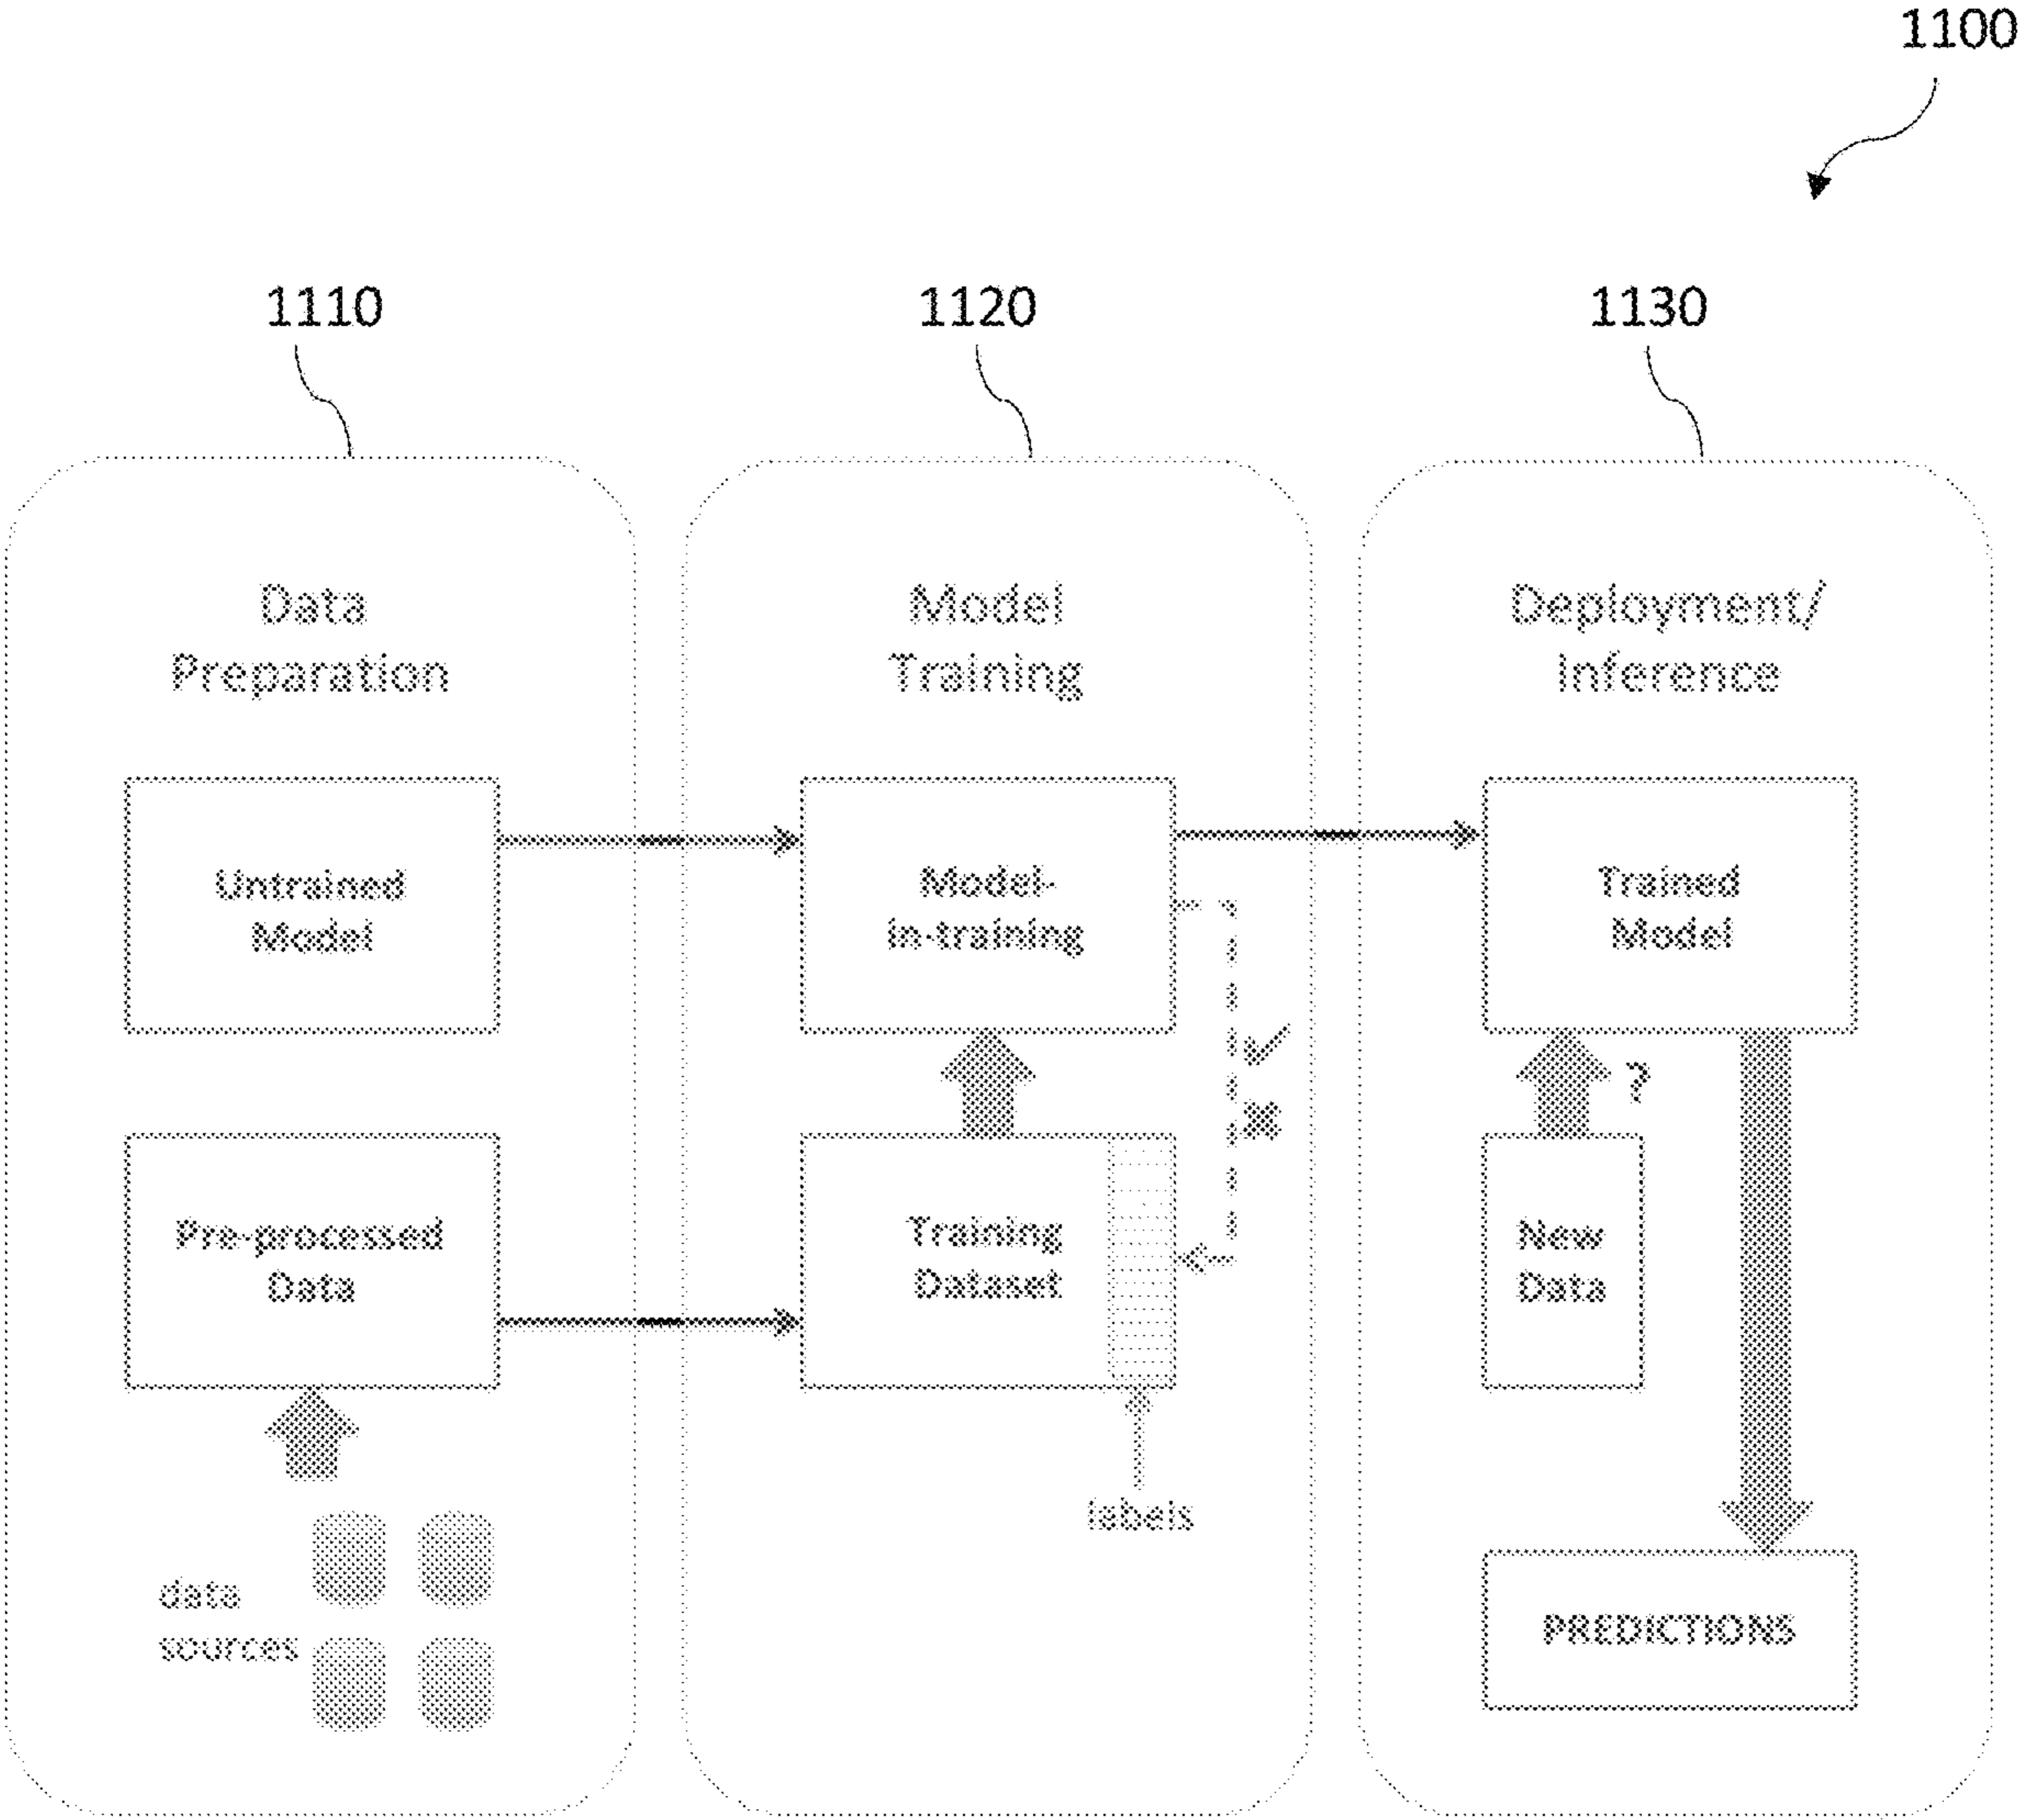 1100
1110
1120
1130
Data
Preparation
Untrained
Model
Pre-processed
Data
data
sources
Model
Training
Model-
in-training
Training
Dataset
labels
Deployment/
Inference
Trained
Model
?
New
Data
PREDICTIONS